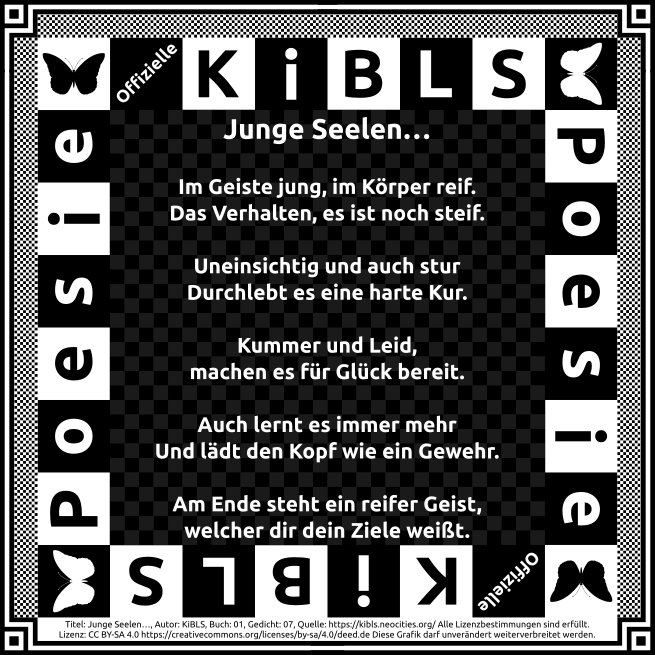 Offizielle
KiBLS
Poesie
Poesie
Junge Seelen...
Im Geiste jung, im Körper reif.
Das Verhalten, es ist noch steif.
Uneinsichtig und auch stur
Durchlebt es eine harte Kur.
Kummer und Leid,
machen es für Glück bereit.
Auch lernt es immer mehr
Und lädt den Kopf wie ein Gewehr.
Am Ende steht ein reifer Geist,
welcher dir dein Ziele weißt.
KiBLS
Offizielle
Titel: Junge Seelen..., Autor: KiBLS, Buch: 01, Gedicht: 07, Quelle: https://kibls.neocities.org/ Alle Lizenzbestimmungen sind erfüllt.
Lizenz: CC BY-SA 4.0 https://creativecommons.org/licenses/by-sa/4.0/deed.de Diese Grafik darf unverändert weiterverbreitet werden.